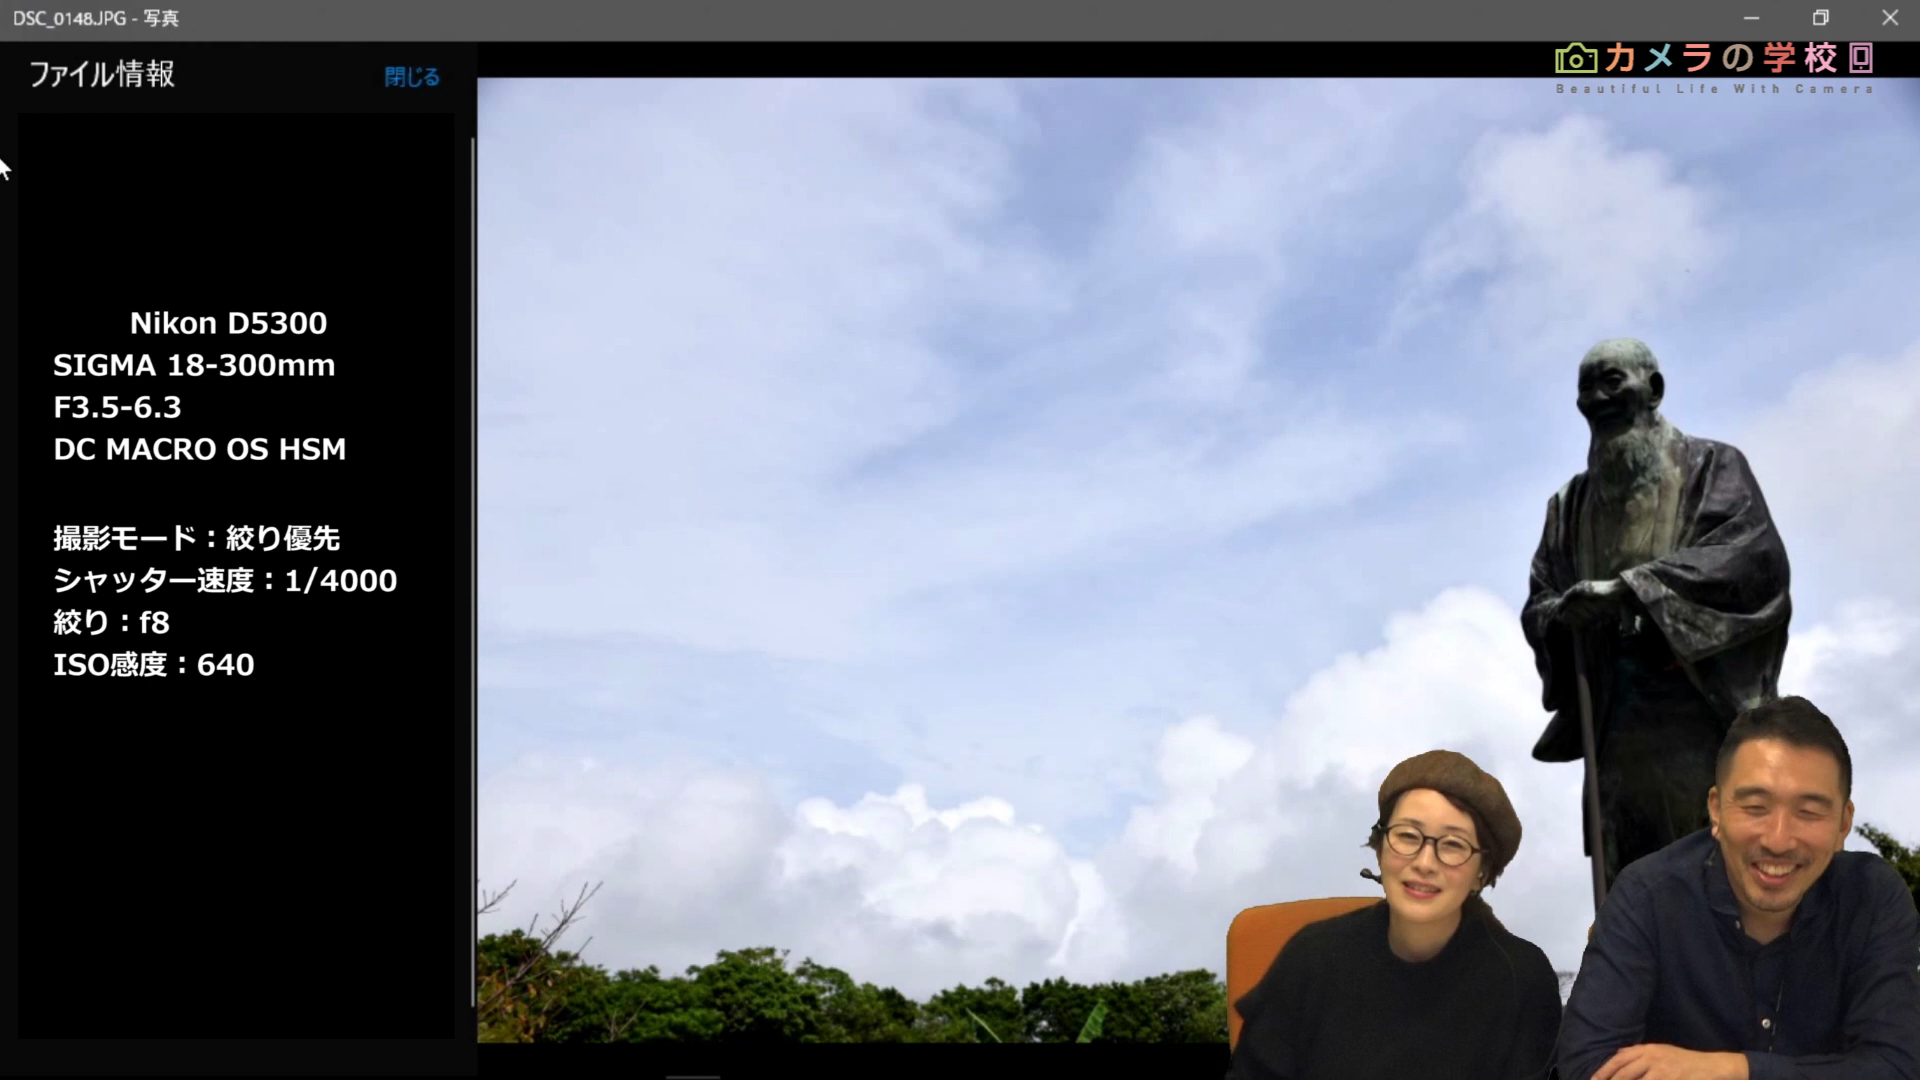 DSC_0148.JPG - 写真
ファイル情報
閉じる
カメラの学校
Beautiful Life With Camera
Nikon D5300
SIGMA 18-300mm
F3.5-6.3
DC MACRO OS HSM
撮影モード：絞り優先
シャッター速度：1/4000
絞り：f8
ISO感度：640